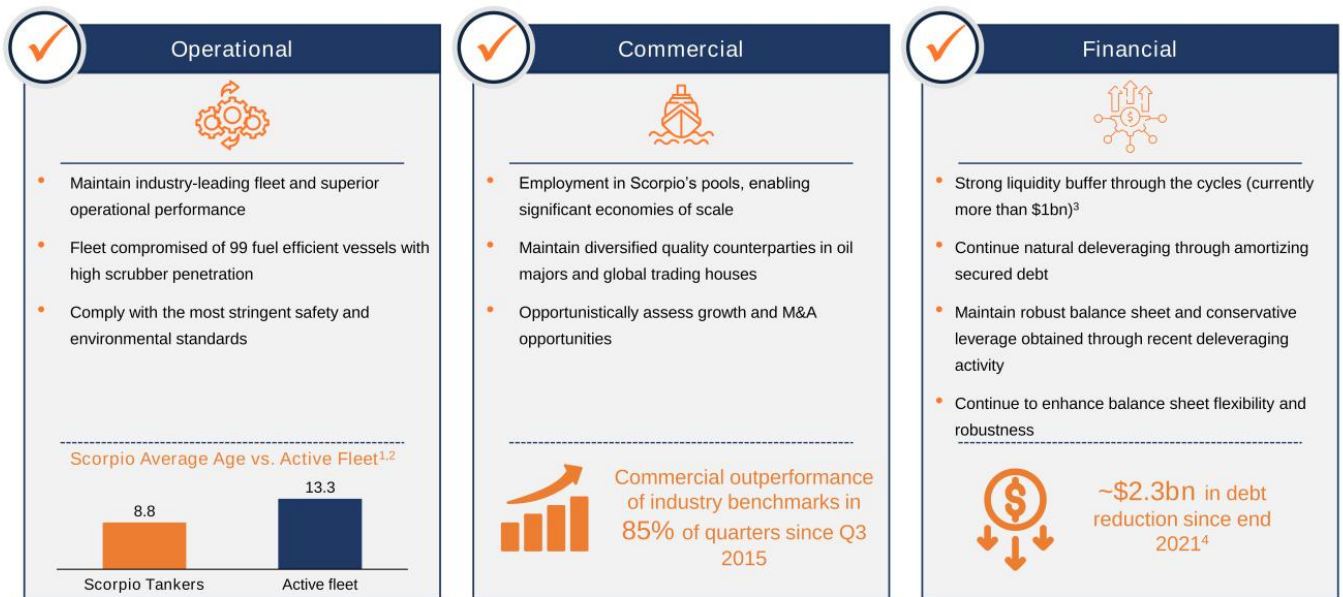 Operational
Maintain industry-leading fleet and superior
operational performance
Fleet compromised of 99 fuel efficient vessels with
high scrubber penetration
Comply with the most stringent safety and
environmental standards
Scorpio Average Age vs. Active Fleet1,2
8.8
13.3
Scorpio Tankers
Active fleet
Commercial
Employment in Scorpio's pools, enabling
significant economies of scale
Maintain diversified quality counterparties in oil
majors and global trading houses
Opportunistically assess growth and M&A
opportunities
Commercial outperformance
of industry benchmarks in
85% of quarters since Q3
2015
Financial
$
Strong liquidity buffer through the cycles (currently
more than $1bn)3
Continue natural deleveraging through amortizing
secured debt
Maintain robust balance sheet and conservative
leverage obtained through recent deleveraging
activity
Continue to enhance balance sheet flexibility and
robustness
$
~$2.3bn in debt
reduction since end
20214